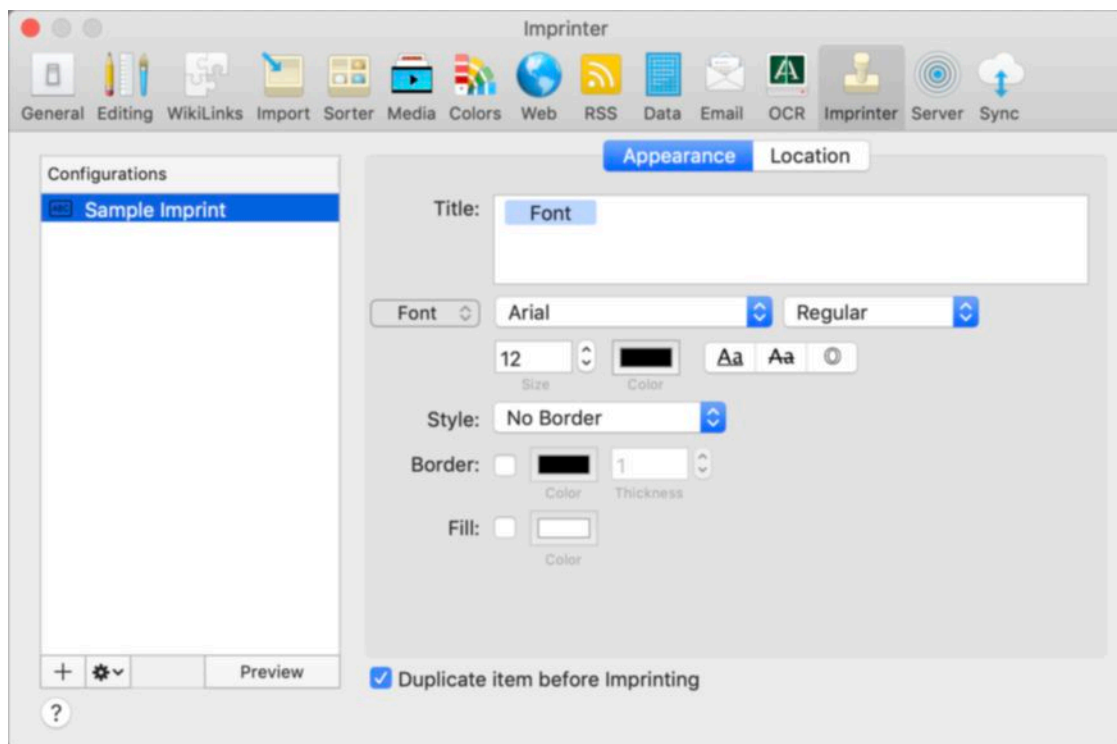 Imprinter
General Editing WikiLinks Import Sorter Media Colors Web RSS Data Email OCR Imprinter Server Sync
Appearance Location
Configurations
ABC Sample Imprint
Title: Font
Font Arial Regular
12 Aa Aa O
Size Color
Style: No Border
Border: 1
Color Thickness
Fill:
Color
+ Preview
Duplicate item before Imprinting
?